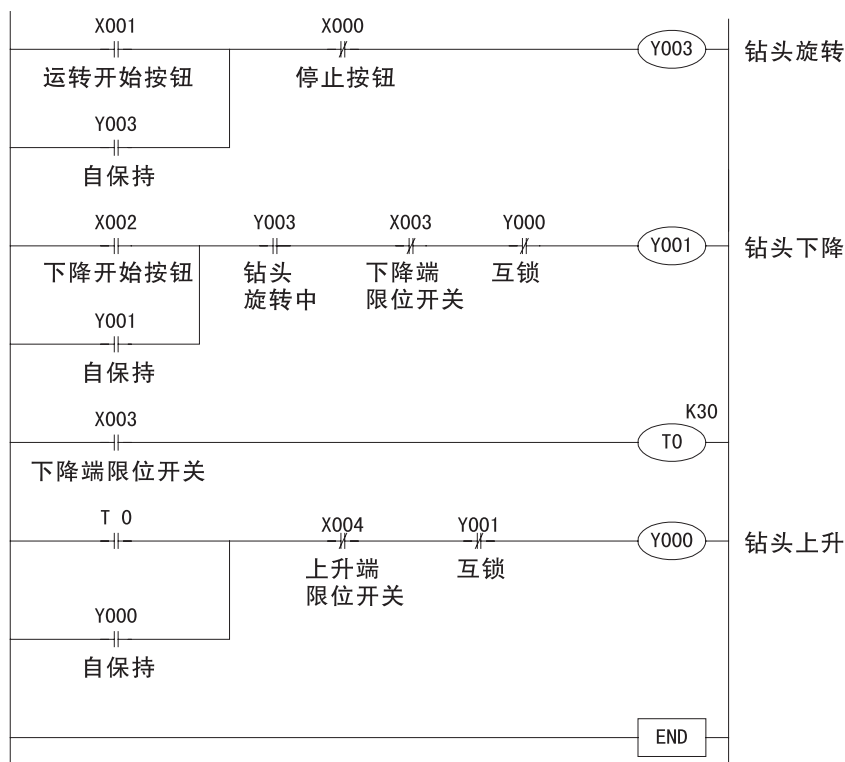 X001 X000
Y003 钻头旋转
运转开始按钮 停止按钮
Y003
自保持
X002 Y003 X003 Y000
Y001 钻头下降
下降开始按钮 钻头 下降端 互锁
旋转中 限位开关
Y001
自保持
K30
X003
T0
下降端限位开关
T 0 X004 Y001
Y000 钻头上升
上升端 互锁
限位开关
Y000
自保持
END